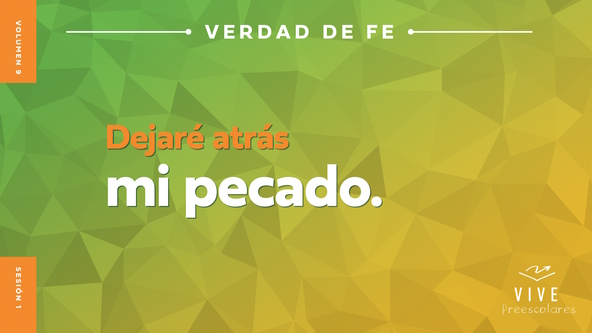 VERDAD DE FE
VOLUMEN 9
Dejaré atrás
mi pecado.
SESIÓN 1
VIVE
Preescolares